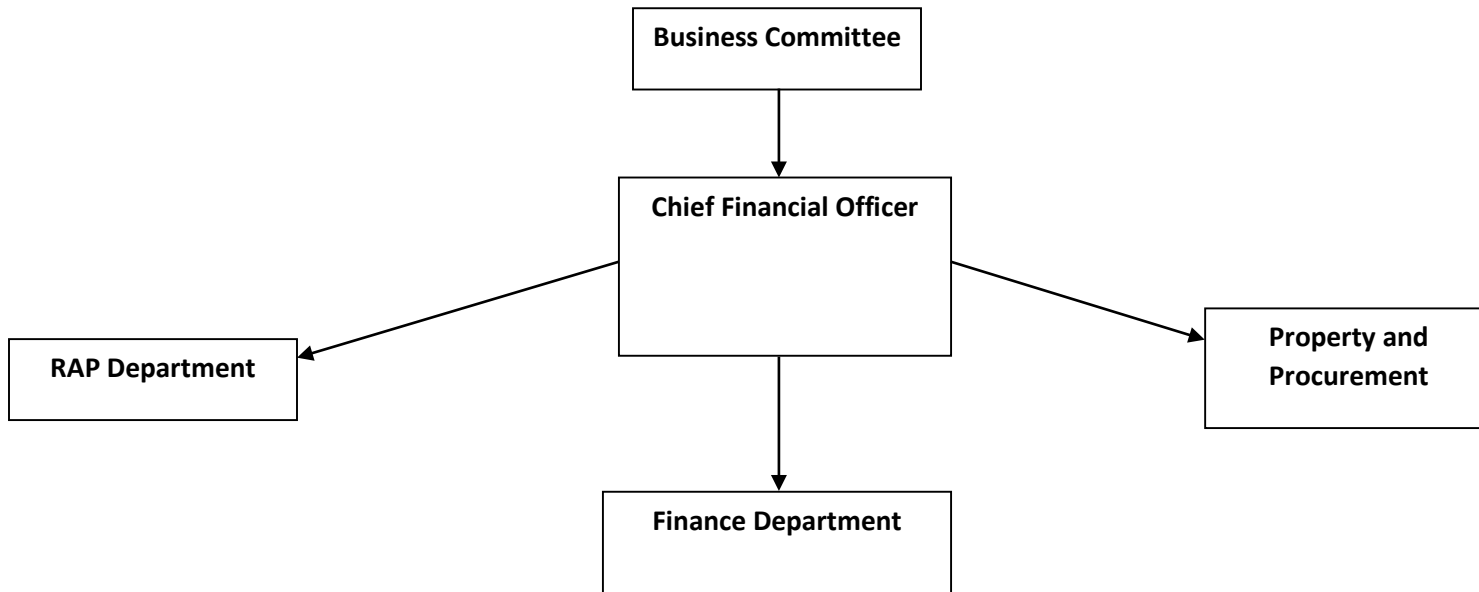 Business Committee
Chief Financial Officer
RAP Department
Property and
Procurement
Finance Department